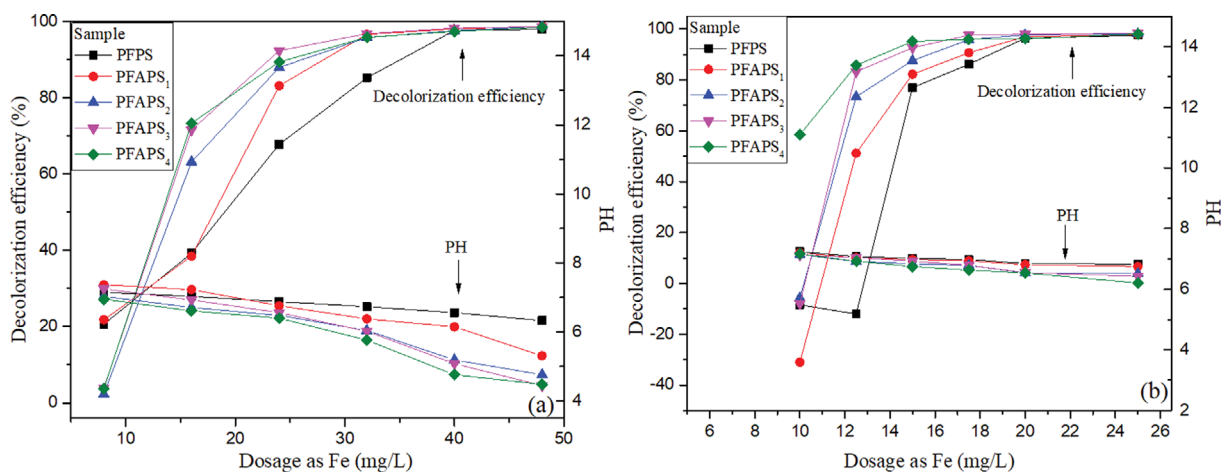 Sample
PFPS
PFAPS1
PFAPS2
PFAPS3
PFAPS4
Decolorization efficiency
PH
(a)
Decolorization efficiency (%)
100
80
60
40
20
0
10
20
30
40
50
Dosage as Fe (mg/L)
14
12
10
8
6
4
PH
Sample
PFPS
PFAPS1
PFAPS2
PFAPS3
PFAPS4
Decolorization efficiency
PH
(b)
Decolorization efficiency (%)
100
80
60
40
20
0
-20
-40
6
8
10
12
14
16
18
20
22
24
26
Dosage as Fe (mg/L)
14
12
10
8
6
4
2
PH